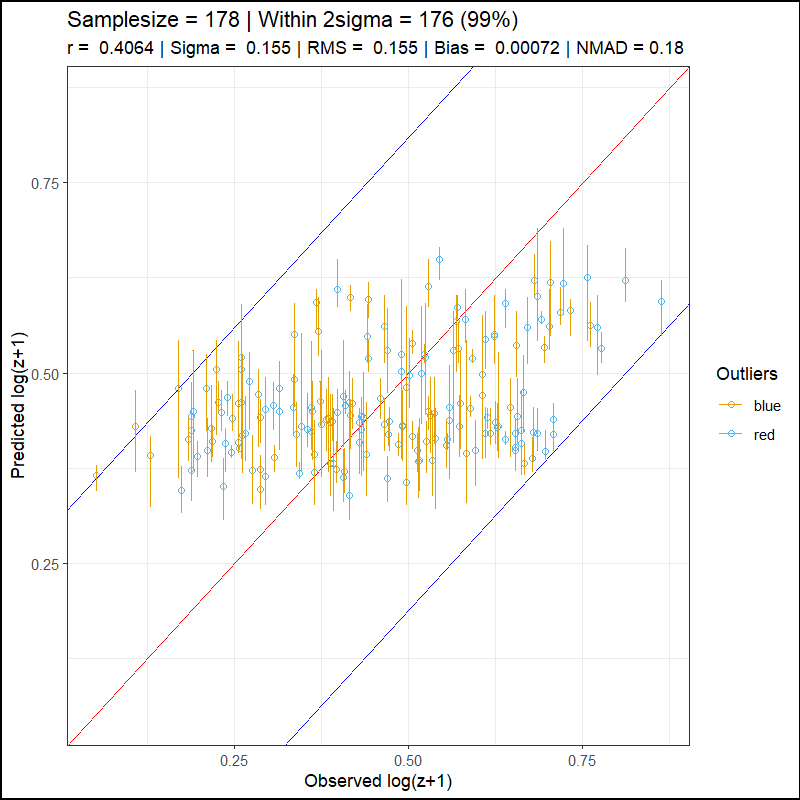 Samplesize = 178 | Within 2sigma = 176 (99%)
r = 0.4064 | Sigma = 0.155 | RMS = 0.155 | Bias = 0.00072 | NMAD = 0.18
0.75
0.50
0.25
Predicted log(z+1)
0.25 0.50 0.75
Observed log(z+1)
Outliers
blue
red